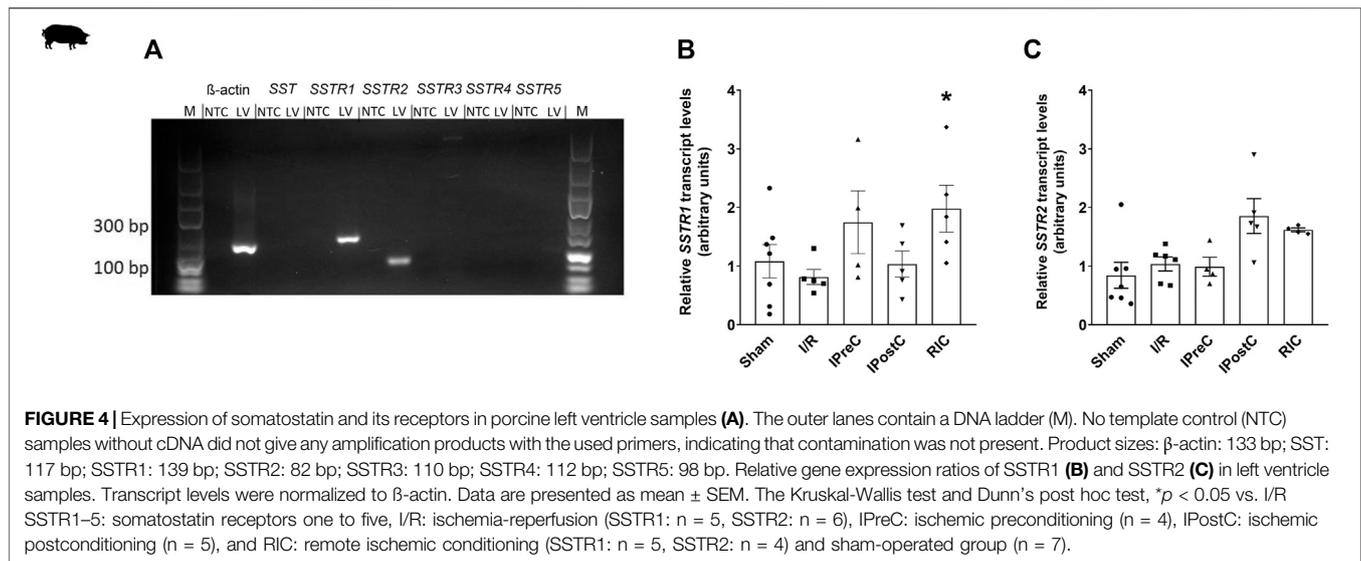 A
ß-actin SST SSTR1 SSTR2 SSTR3 SSTR4 SSTR5
M NTC LV NTC LV NTC LV NTC LV NTC LV NTC LV NTC LV M
300 bp
100 bp
B
Relative SSTR1 transcript levels
(arbitrary units)
4
3
2
1
0
*
Sham
I/R
IPreC
IPostC
RIC
C
Relative SSTR2 transcript levels
(arbitrary units)
4
3
2
1
0
Sham
I/R
IPreC
IPostC
RIC
FIGURE 4 | Expression of somatostatin and its receptors in porcine left ventricle samples (A). The outer lanes contain a DNA ladder (M). No template control (NTC)
samples without cDNA did not give any amplification products with the used primers, indicating that contamination was not present. Product sizes: β-actin: 133 bp; SST:
117 bp; SSTR1: 139 bp; SSTR2: 82 bp; SSTR3: 110 bp; SSTR4: 112 bp; SSTR5: 98 bp. Relative gene expression ratios of SSTR1 (B) and SSTR2 (C) in left ventricle
samples. Transcript levels were normalized to ß-actin. Data are presented as mean ± SEM. The Kruskal-Wallis test and Dunn's post hoc test, *p < 0.05 vs. I/R
SSTR1–5: somatostatin receptors one to five, I/R: ischemia-reperfusion (SSTR1: n = 5, SSTR2: n = 6), IPreC: ischemic preconditioning (n = 4), IPostC: ischemic
postconditioning (n = 5), and RIC: remote ischemic conditioning (SSTR1: n = 5, SSTR2: n = 4) and sham-operated group (n = 7).